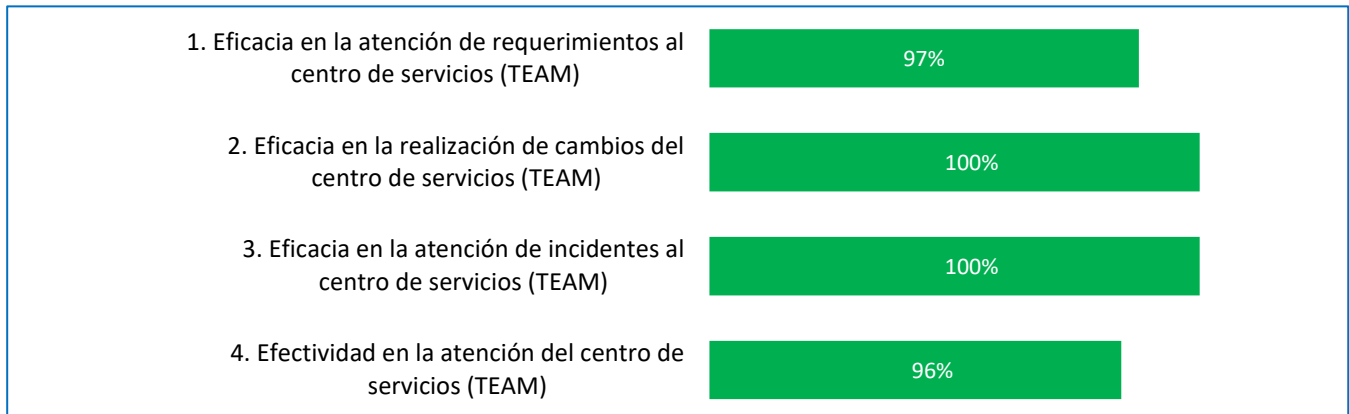 1. Eficacia en la atención de requerimientos al
centro de servicios (TEAM)
97%
2. Eficacia en la realización de cambios del
centro de servicios (TEAM)
100%
3. Eficacia en la atención de incidentes al
centro de servicios (TEAM)
100%
4. Efectividad en la atención del centro de
servicios (TEAM)
96%